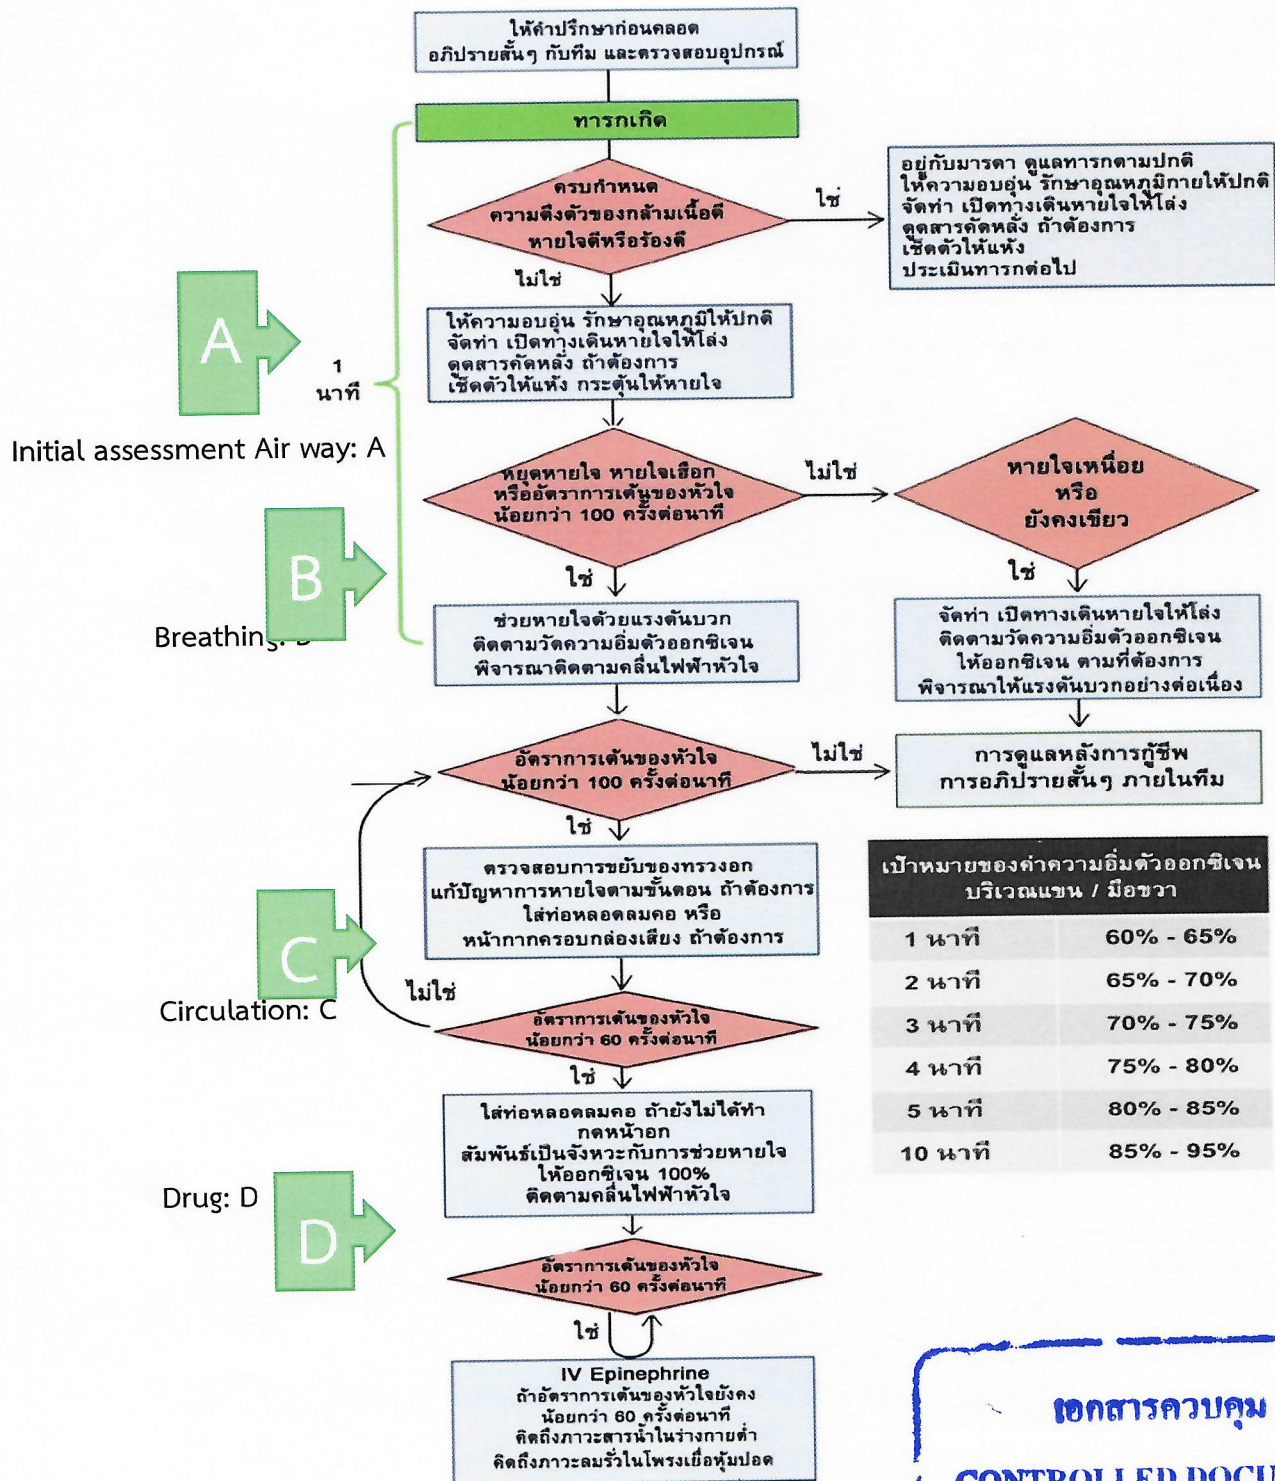 ให้คำปรึกษาก่อนคลอด
อภิปรายสั้นๆ กับทีม และตรวจสอบอุปกรณ์
ทารกเกิด
ครบกำหนด
ความตึงตัวของกล้ามเนื้อดี
หายใจดีหรือร้องดี
ใช่
อยู่กับมารดา ดูแลทารกตามปกติ
ให้ความอบอุ่น รักษาอุณหภูมิกายให้ปกติ
จัดท่า เปิดทางเดินหายใจให้โล่ง
ดูดสารคัดหลั่ง ถ้าต้องการ
เช็ดตัวให้แห้ง
ประเมินทารกต่อไป
ไม่ใช่
A
1
นาที
ให้ความอบอุ่น รักษาอุณหภูมิให้ปกติ
จัดท่า เปิดทางเดินหายใจให้โล่ง
ดูดสารคัดหลั่ง ถ้าต้องการ
เช็ดตัวให้แห้ง กระตุ้นให้หายใจ
Initial assessment Air way: A
หยุดหายใจ หายใจเฮือก
หรืออัตราการเต้นของหัวใจ
น้อยกว่า 100 ครั้งต่อนาที
ไม่ใช่
หายใจเหนื่อย
หรือ
ยังคงเขียว
B
Breathing:
ใช่
ช่วยหายใจด้วยแรงดันบวก
ติดตามวัดความอิ่มตัวออกซิเจน
พิจารณาติดตามคลื่นไฟฟ้าหัวใจ
ใช่
จัดท่า เปิดทางเดินหายใจให้โล่ง
ติดตามวัดความอิ่มตัวออกซิเจน
ให้ออกซิเจน ตามที่ต้องการ
พิจารณาให้แรงดันบวกอย่างต่อเนื่อง
อัตราการเต้นของหัวใจ
น้อยกว่า 100 ครั้งต่อนาที
ไม่ใช่
การดูแลหลังการกู้ชีพ
การอภิปรายสั้นๆ ภายในทีม
ใช่
ตรวจสอบการขยับของทรวงอก
แก้ปัญหาการหายใจตามขั้นตอน ถ้าต้องการ
ใส่ท่อหลอดลมคอ หรือ
หน้ากากครอบกล่องเสียง ถ้าต้องการ
C
Circulation: C
ไม่ใช่
อัตราการเต้นของหัวใจ
น้อยกว่า 60 ครั้งต่อนาที
ใช่
เป้าหมายของค่าความอิ่มตัวออกซิเจน
บริเวณแขน / มือขวา
1 นาที 60% - 65%
2 นาที 65% - 70%
3 นาที 70% - 75%
4 นาที 75% - 80%
5 นาที 80% - 85%
10 นาที 85% - 95%
ใส่ท่อหลอดลมคอ ถ้ายังไม่ได้ทำ
กดหน้าอก
สัมพันธ์เป็นจังหวะกับการช่วยหายใจ
ให้ออกซิเจน 100%
ติดตามคลื่นไฟฟ้าหัวใจ
Drug: D
D
อัตราการเต้นของหัวใจ
น้อยกว่า 60 ครั้งต่อนาที
ใช่
IV Epinephrine
ถ้าอัตราการเต้นของหัวใจยังคง
น้อยกว่า 60 ครั้งต่อนาที
คิดถึงภาวะสารน้ำในร่างกายต่ำ
คิดถึงภาวะลมรั่วในโพรงเยื่อหุ้มปอด
เอกสารควบคุม
CONTROLLED